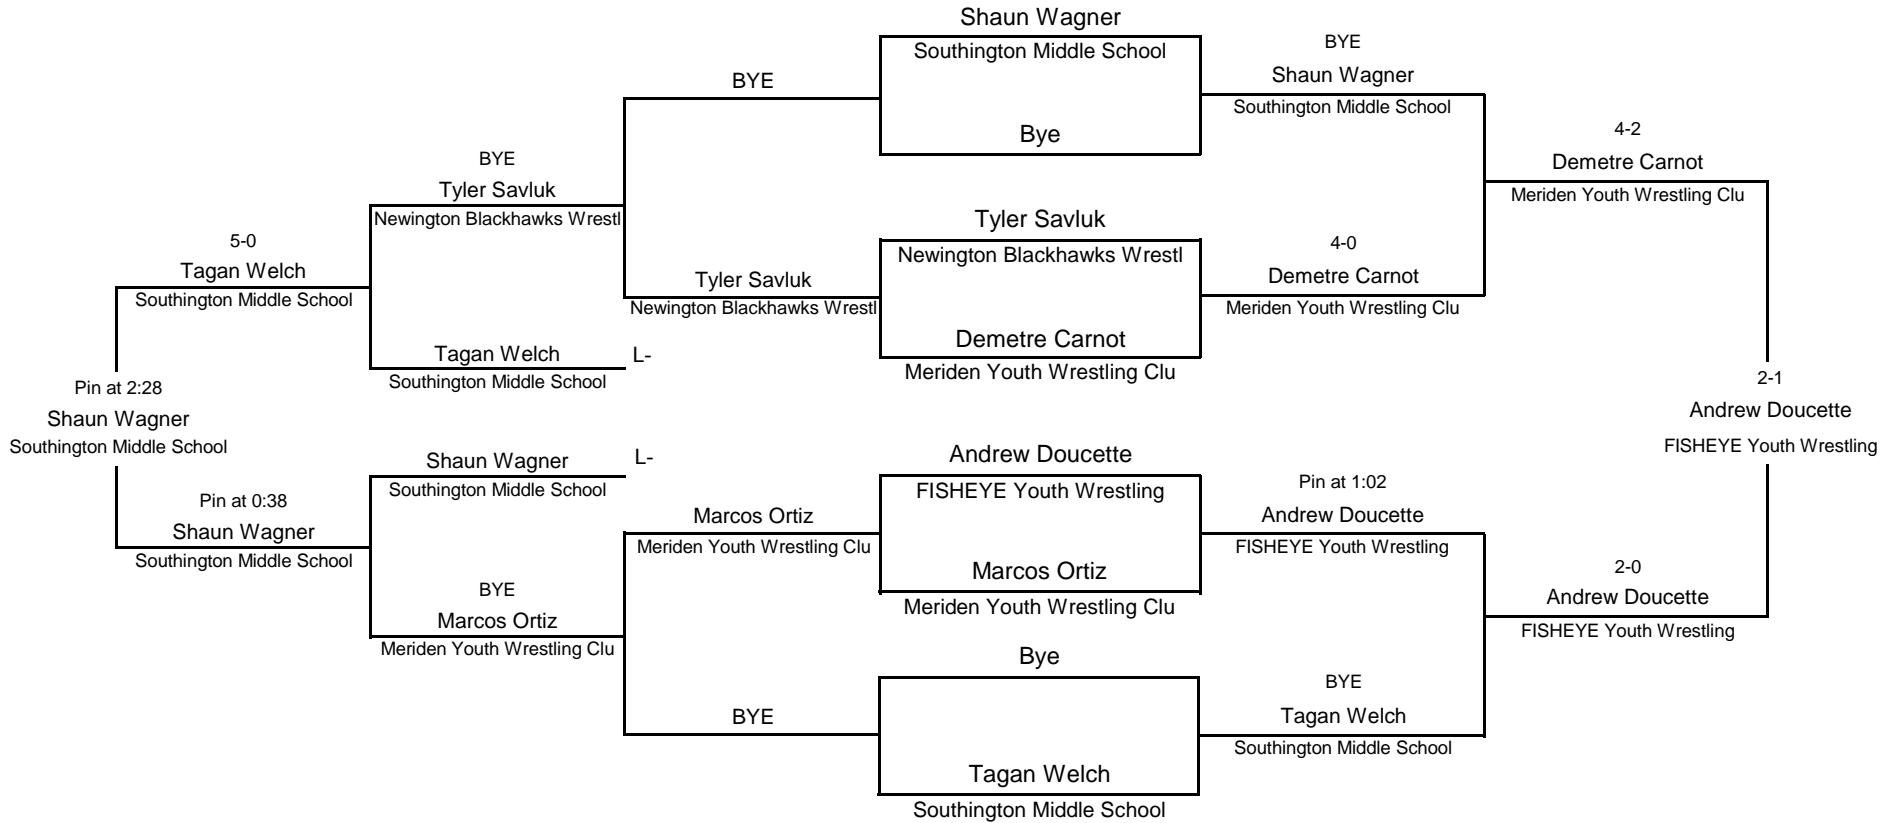 Shaun Wagner
Southington Middle School
BYE
BYE
Shaun Wagner
Southington Middle School
Bye
4-2
Demetre Carnot
Meriden Youth Wrestling Clu
BYE
Tyler Savluk
Newington Blackhawks Wrestl
Tyler Savluk
Newington Blackhawks Wrestl
4-0
Demetre Carnot
Meriden Youth Wrestling Clu
5-0
Tagan Welch
Southington Middle School
Tyler Savluk
Newington Blackhawks Wrestl
Demetre Carnot
Meriden Youth Wrestling Clu
Tagan Welch L-
Southington Middle School
Pin at 2:28
Shaun Wagner
Southington Middle School
2-1
Andrew Doucette
FISHEYE Youth Wrestling
Shaun Wagner L-
Southington Middle School
Andrew Doucette
FISHEYE Youth Wrestling
Pin at 1:02
Andrew Doucette
FISHEYE Youth Wrestling
Pin at 0:38
Shaun Wagner
Southington Middle School
Marcos Ortiz
Meriden Youth Wrestling Clu
Marcos Ortiz
Meriden Youth Wrestling Clu
2-0
Andrew Doucette
FISHEYE Youth Wrestling
BYE
Marcos Ortiz
Meriden Youth Wrestling Clu
Bye
BYE
BYE
Tagan Welch
Southington Middle School
Tagan Welch
Southington Middle School